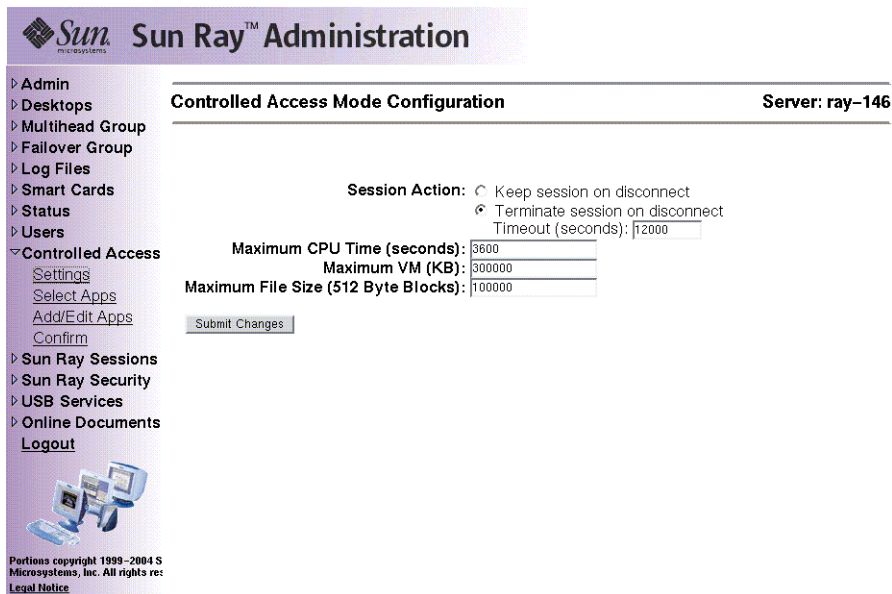 Sun microsystems Sun Ray™ Administration
Admin
Desktops
Multihead Group
Failover Group
Log Files
Smart Cards
Status
Users
Controlled Access
Settings
Select Apps
Add/Edit Apps
Confirm
Sun Ray Sessions
Sun Ray Security
USB Services
Online Documents
Logout
Portions copyright 1999-2004 S
Microsystems, Inc. All rights res
Legal Notice
Controlled Access Mode Configuration Server: ray-146
Session Action: Keep session on disconnect
Terminate session on disconnect
Timeout (seconds): 12000
Maximum CPU Time (seconds): 3600
Maximum VM (KB): 300000
Maximum File Size (512 Byte Blocks): 100000
Submit Changes